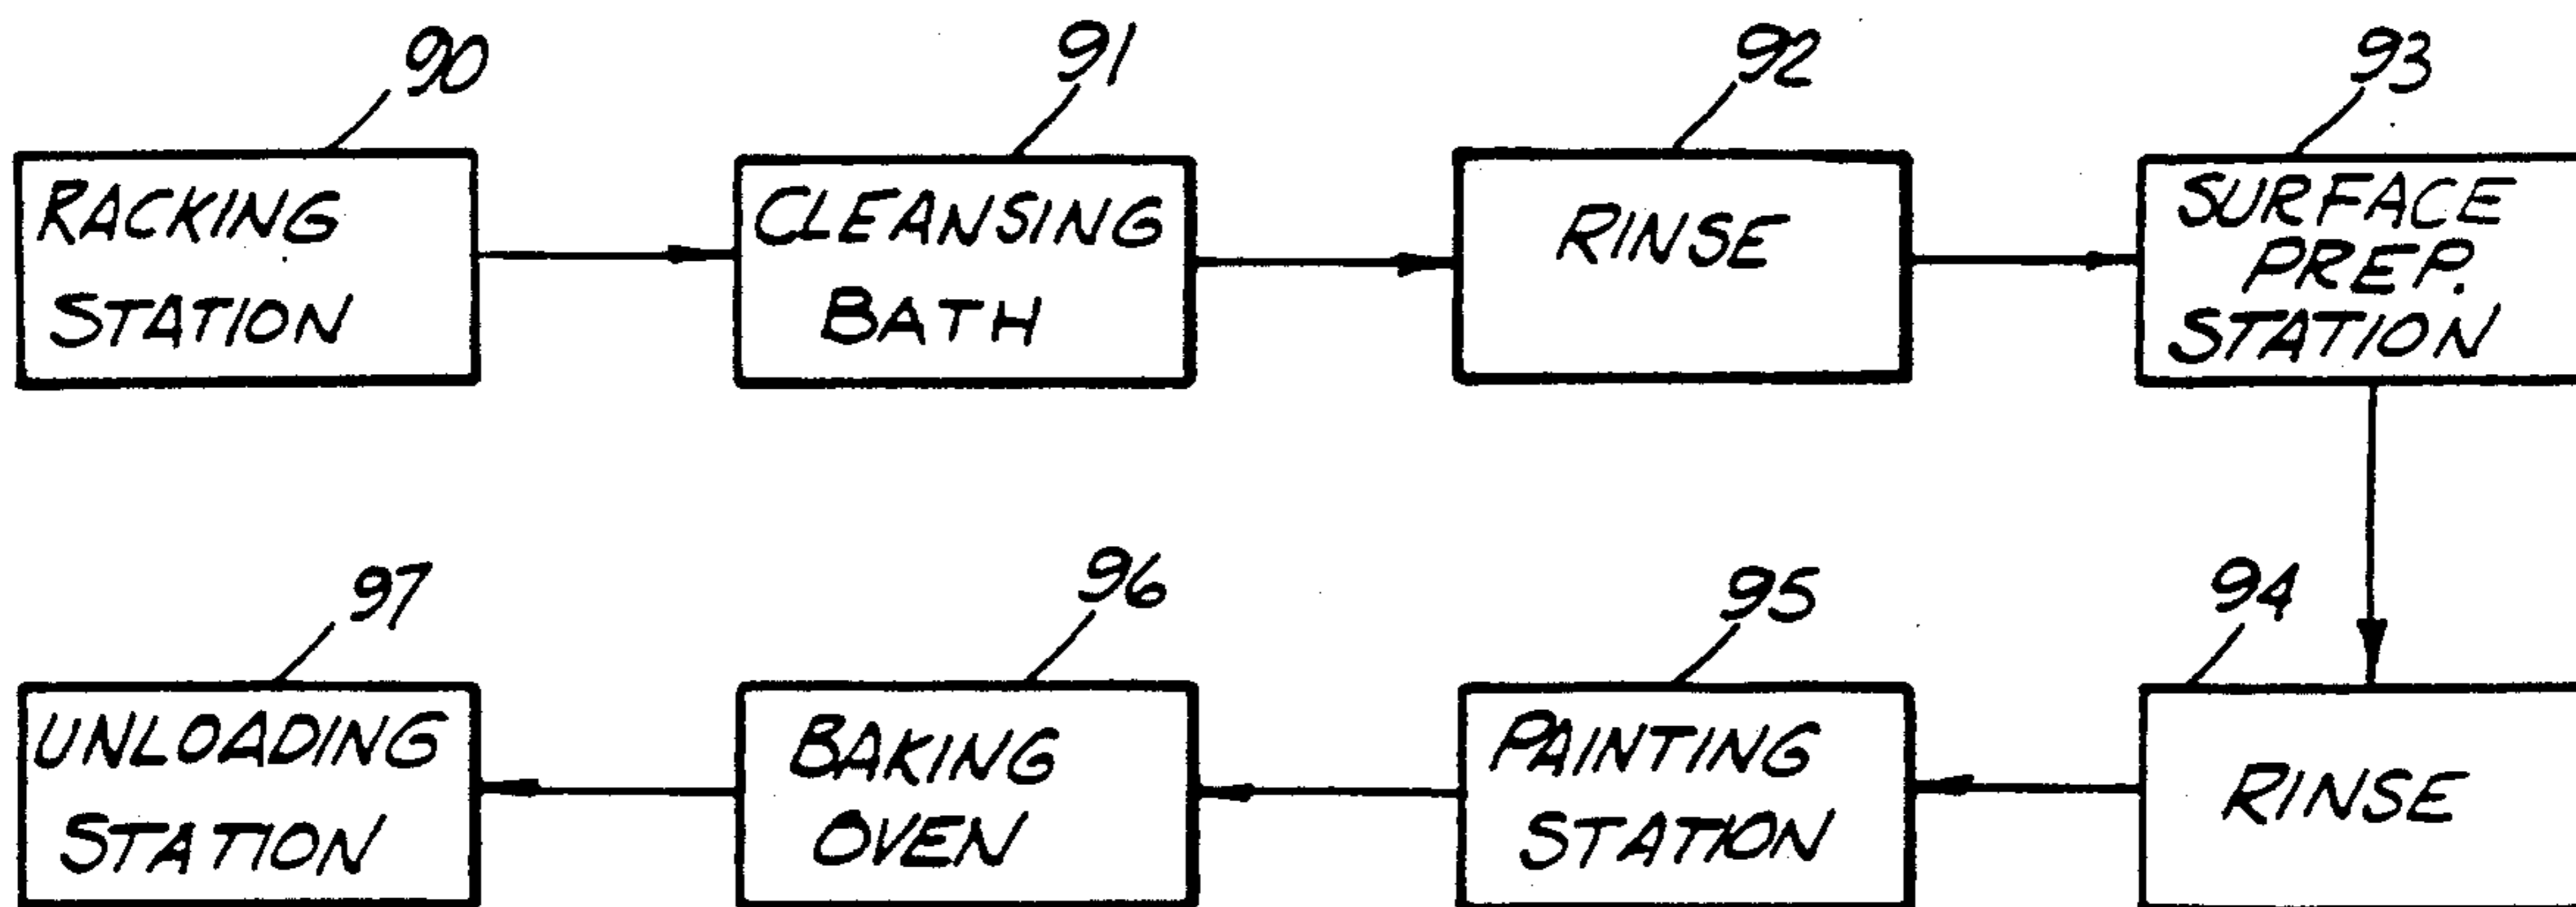 90
91
92
93
RACKING
STATION
CLEANSING
BATH
RINSE
SURFACE
PREP.
STATION
97
96
95
94
UNLOADING
STATION
BAKING
OVEN
PAINTING
STATION
RINSE